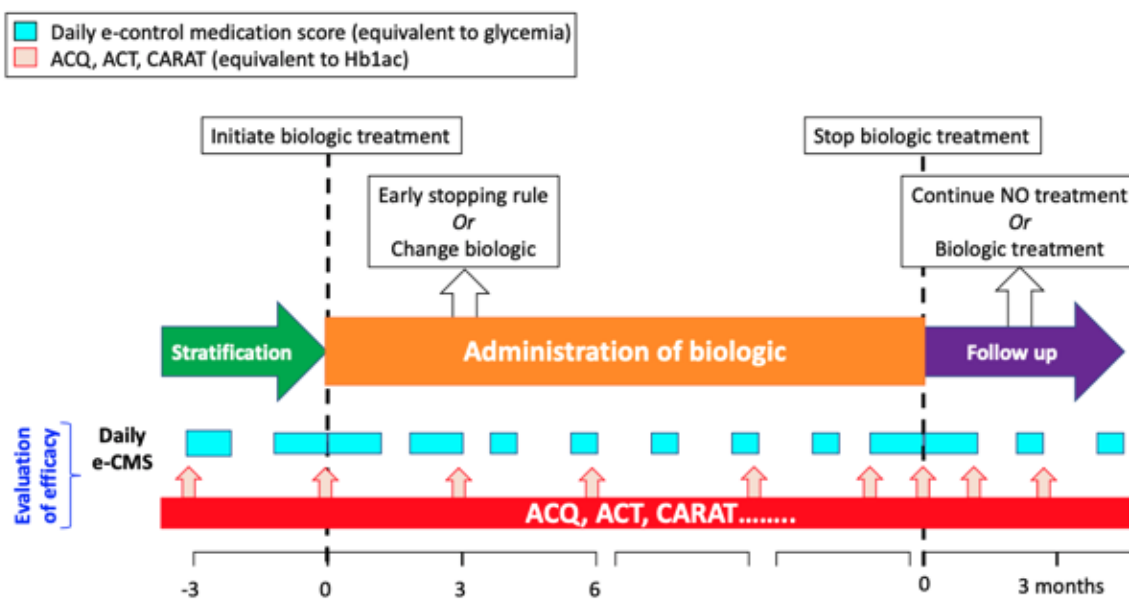 Daily e-control medication score (equivalent to glycemia)
ACQ, ACT, CARAT (equivalent to Hb1ac)
Initiate biologic treatment
Stop biologic treatment
Early stopping rule
Or
Change biologic
Continue NO treatment
Or
Biologic treatment
Stratification
Administration of biologic
Follow up
Evaluation
of efficacy
Daily
e-CMS
ACQ, ACT, CARAT........
-3
0
3
6
0
3 months